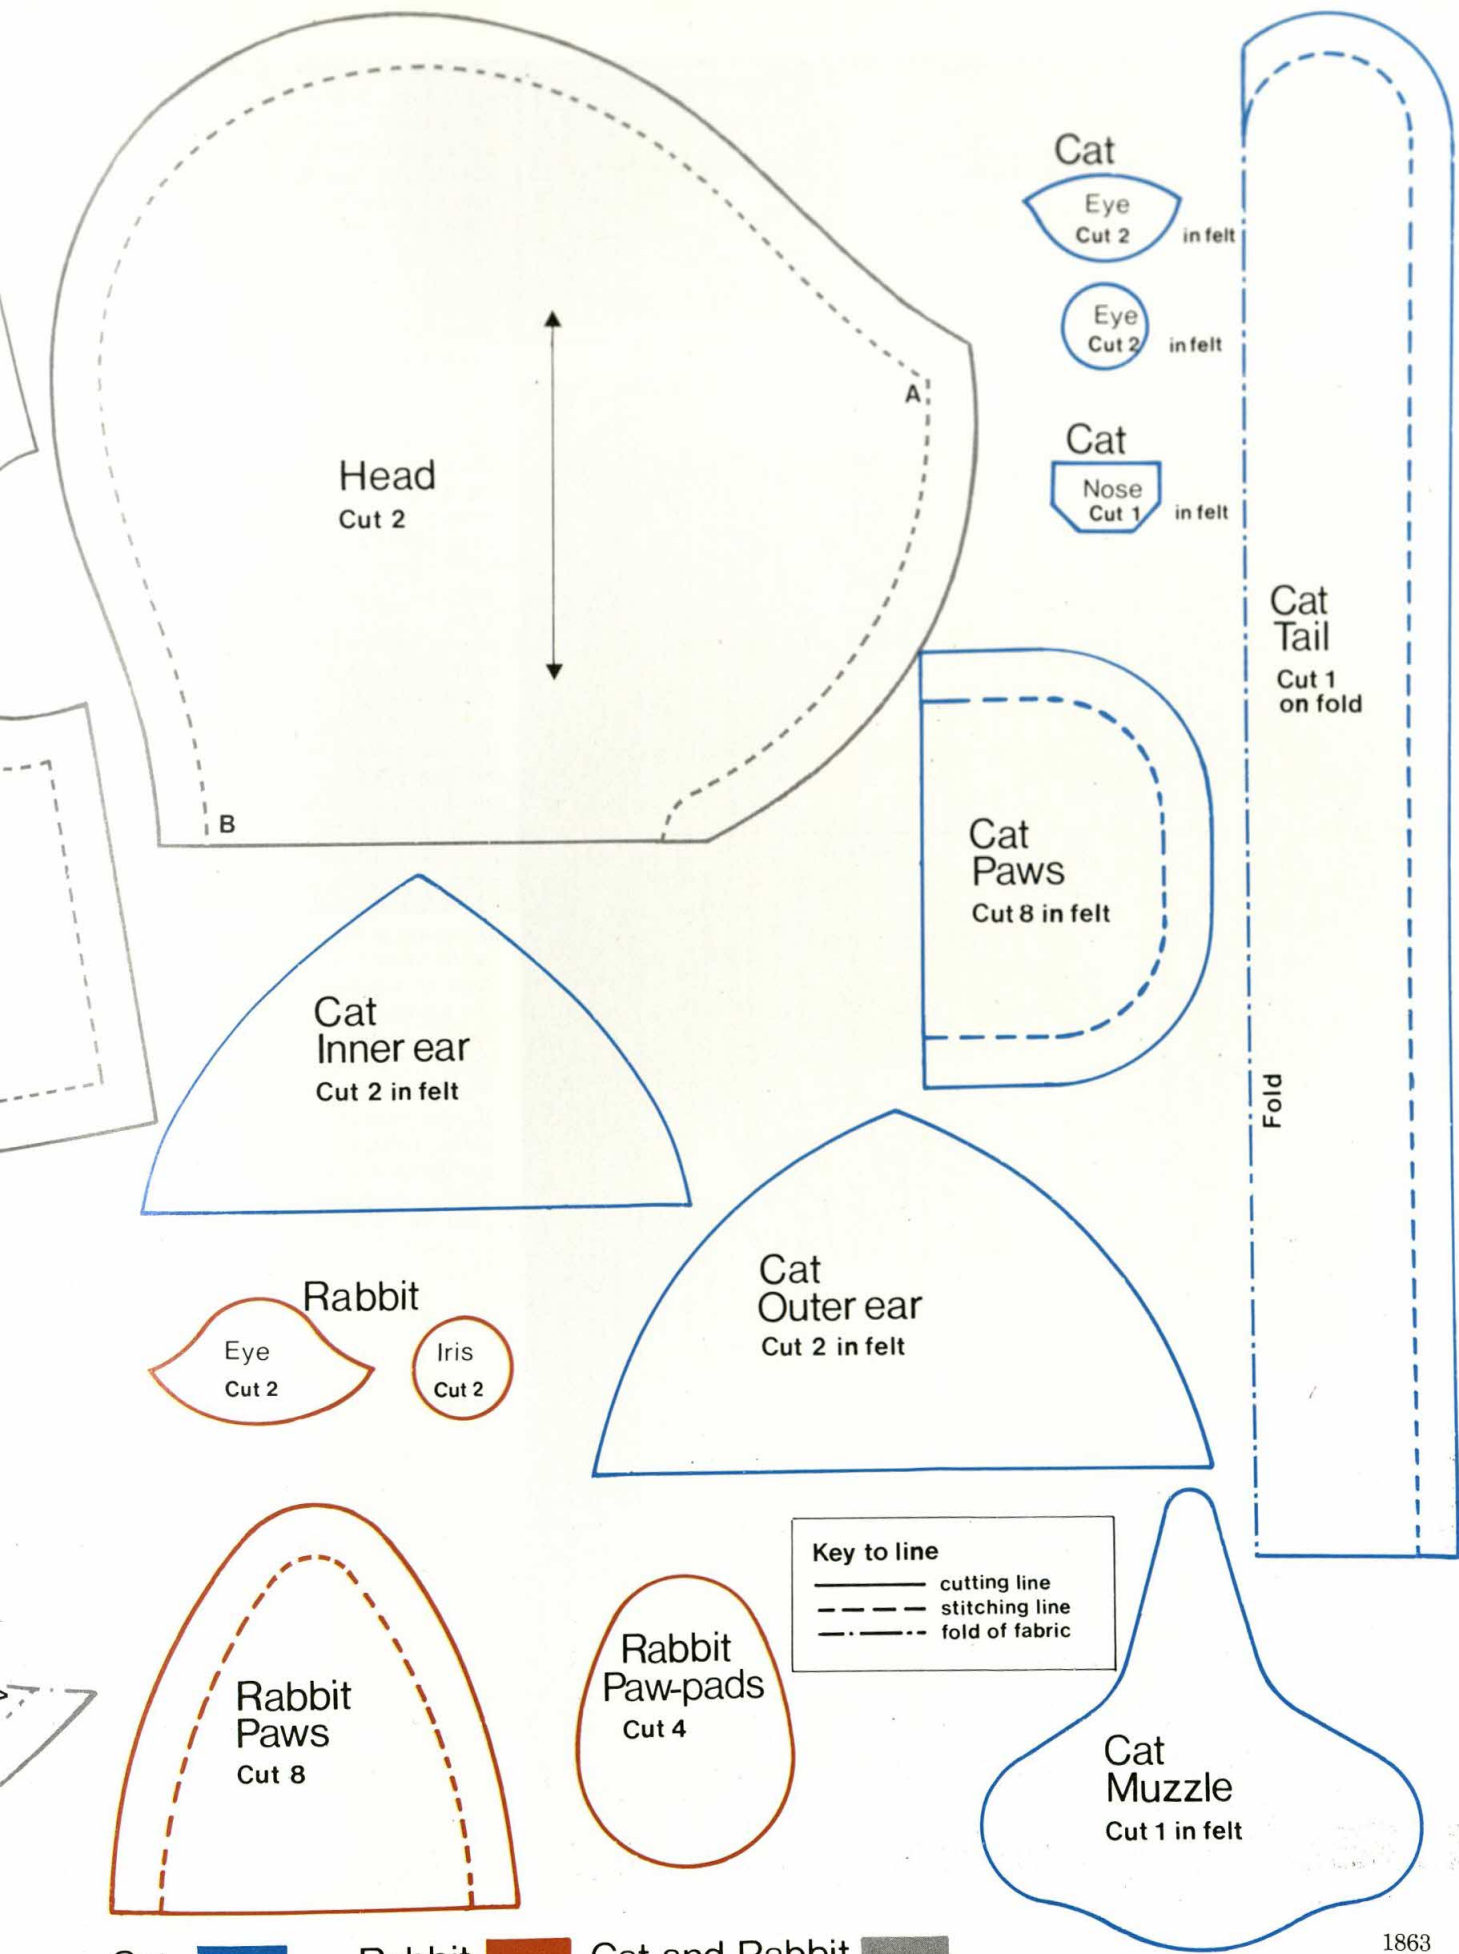 Cat
Eye
Cut 2
in felt
Eye
Cut 2
in felt
A
Cat
Nose
Cut 1
in felt
Head
Cut 2
Cat
Tail
Cut 1
on fold
B
Cat
Paws
Cut 8 in felt
Cat
Inner ear
Cut 2 in felt
Fold
Rabbit
Eye
Cut 2
Iris
Cut 2
Cat
Outer ear
Cut 2 in felt
Key to line
cutting line
stitching line
fold of fabric
Rabbit
Paws
Cut 8
Rabbit
Paw-pads
Cut 4
Cat
Muzzle
Cut 1 in felt
Rabbit
Cat and Rabbit
1863